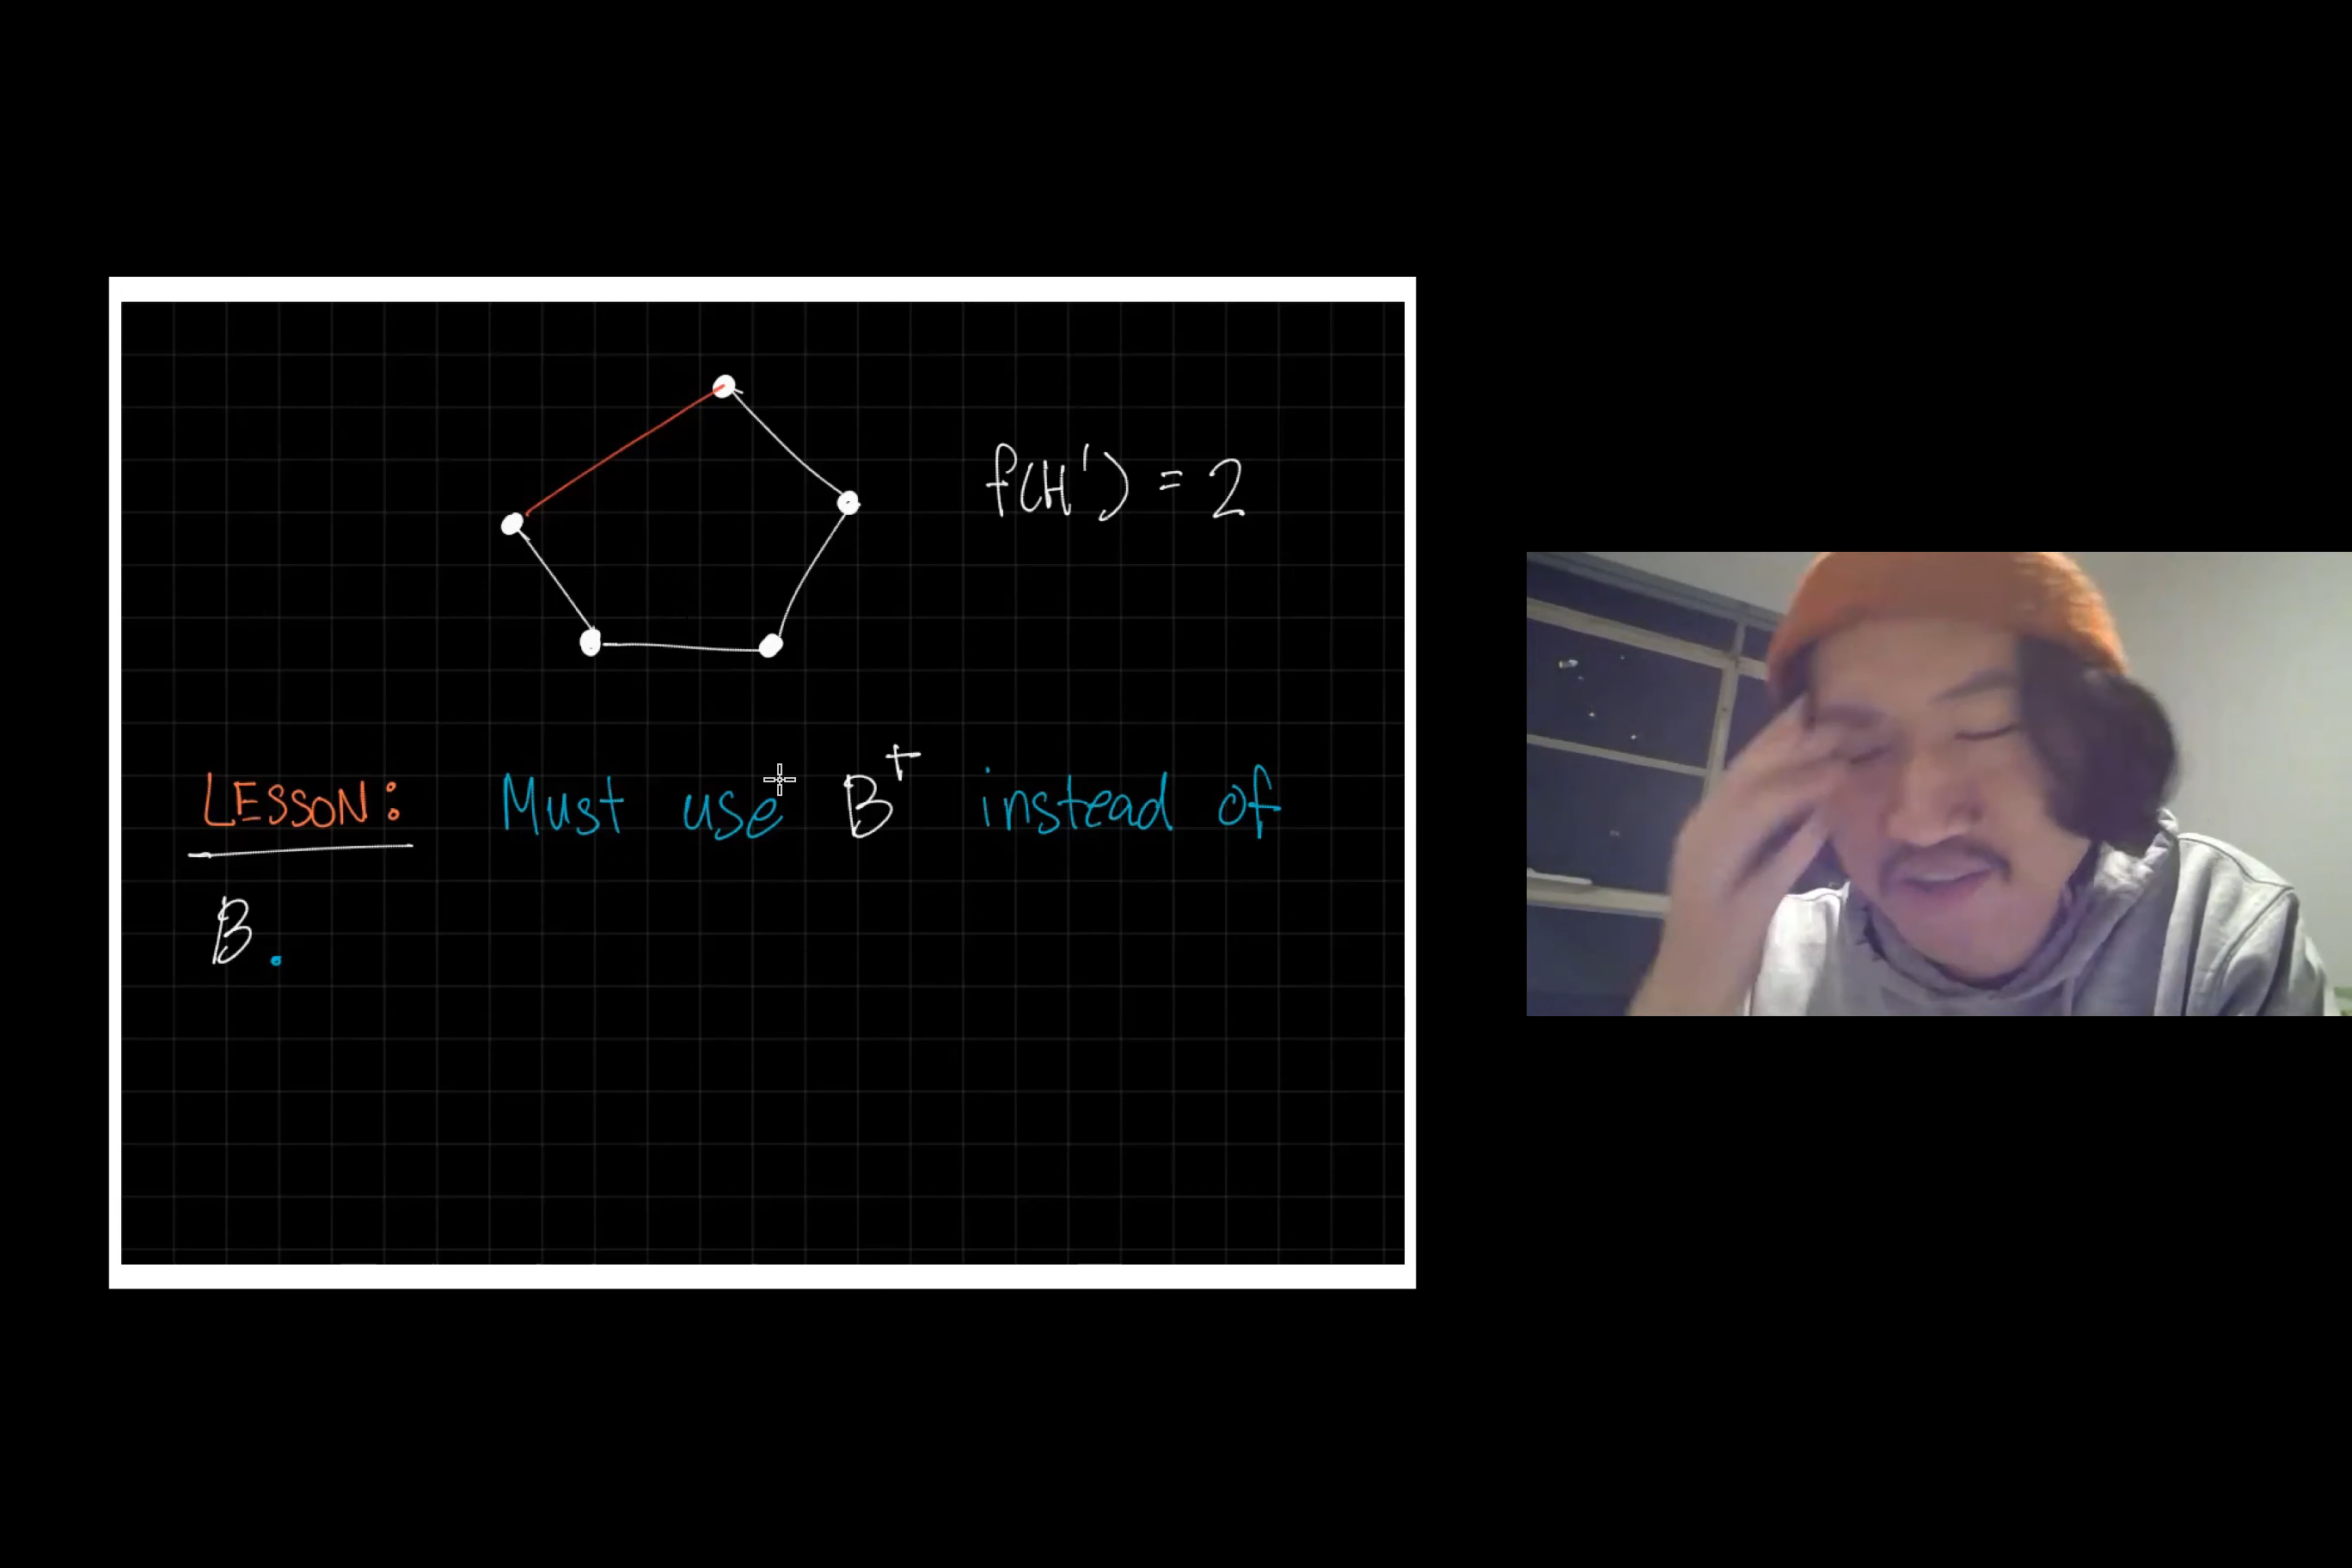 f(H') = 2
LESSON: Must use B⁺ instead of
B.